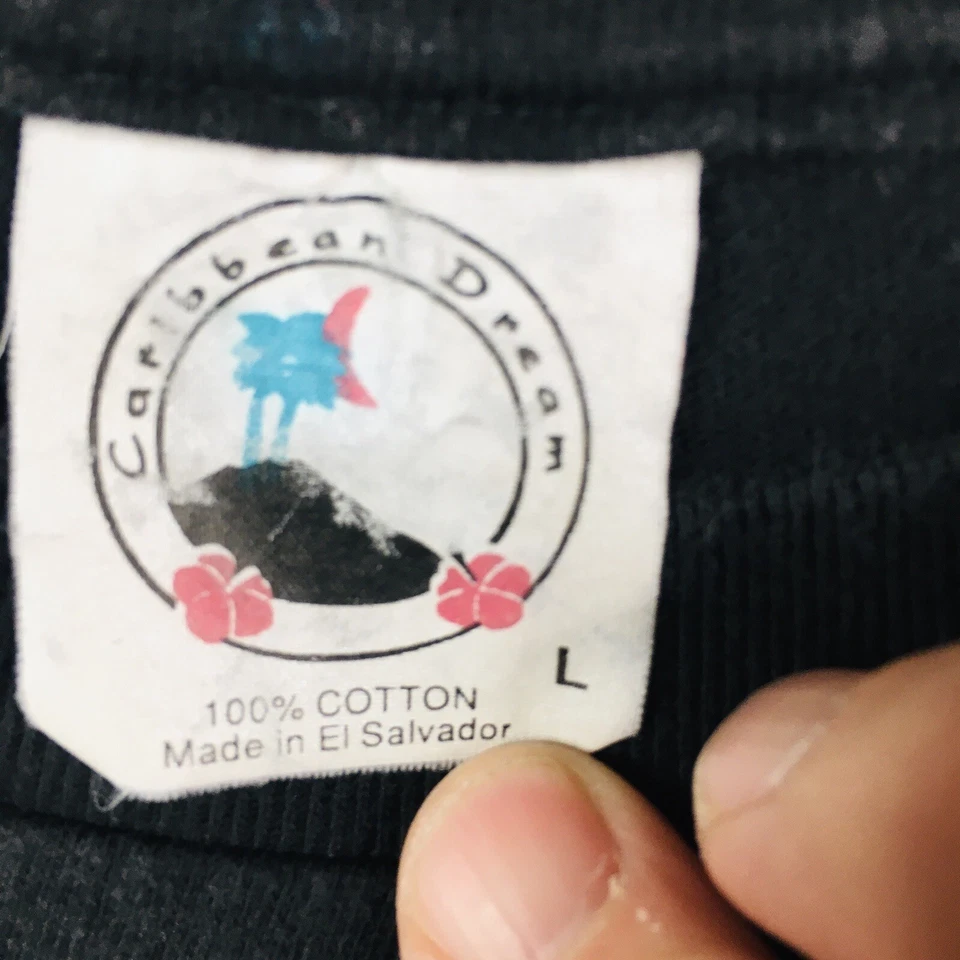 Caribbean Dream
L
100% COTTON
Made in El Salvador